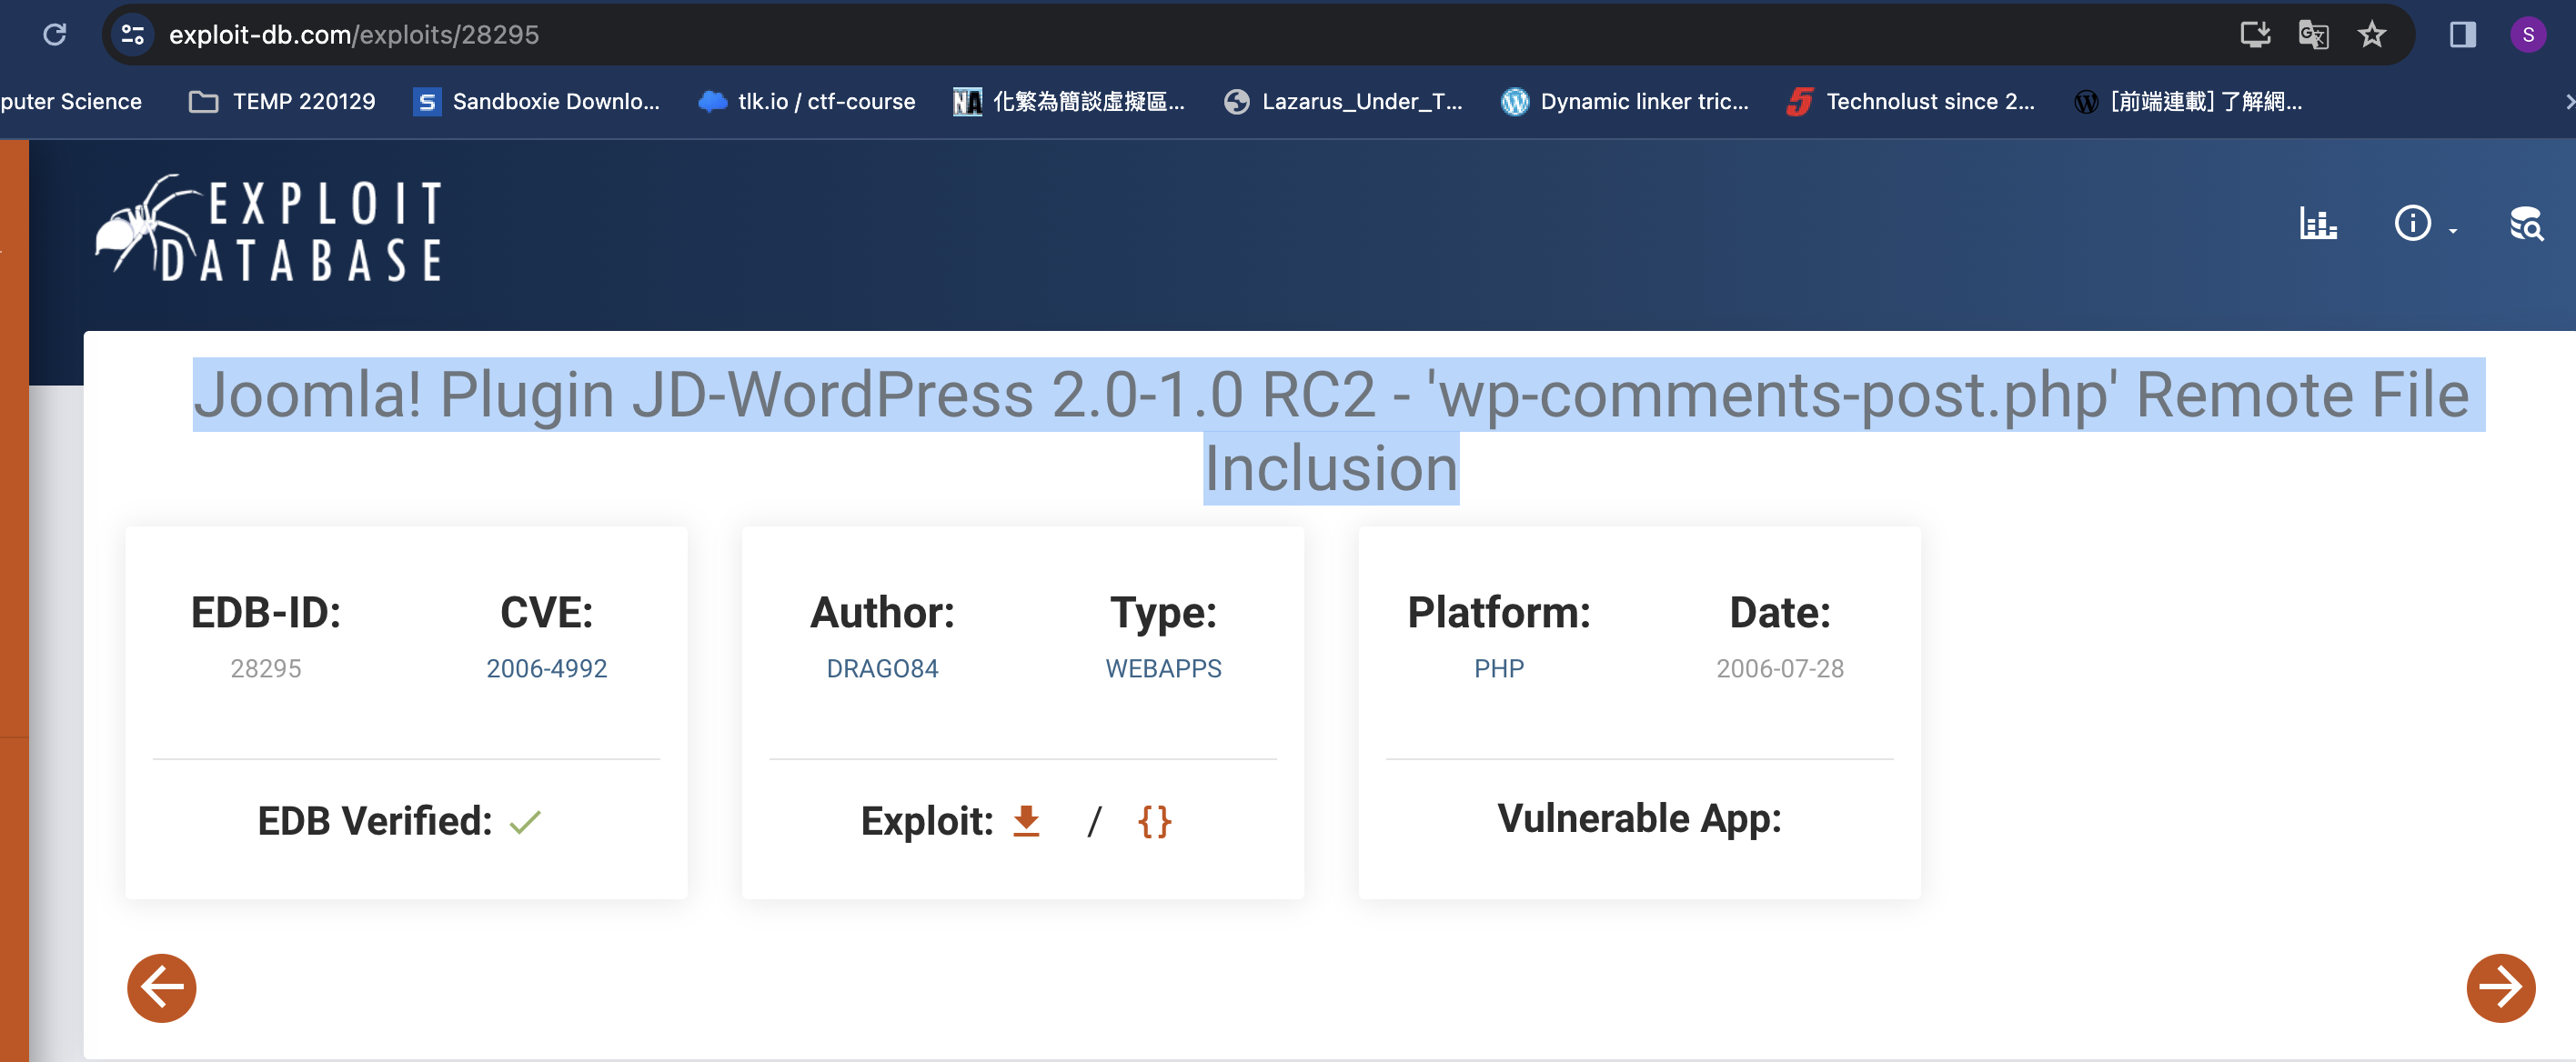 exploit-db.com/exploits/28295
S
puter Science TEMP 220129 S Sandboxie Downlo... tlk.io / ctf-course NA 化繁為簡談虛擬區... Lazarus_Under_T... Dynamic linker tric... 5 Technolust since 2... [前端連載] 了解網...
EXPLOIT
DATABASE
Joomla! Plugin JD-WordPress 2.0-1.0 RC2 - 'wp-comments-post.php' Remote File
Inclusion
EDB-ID: CVE:
28295 2006-4992
EDB Verified:
Author: Type:
DRAGO84 WEBAPPS
Exploit: / {}
Platform: Date:
PHP 2006-07-28
Vulnerable App: